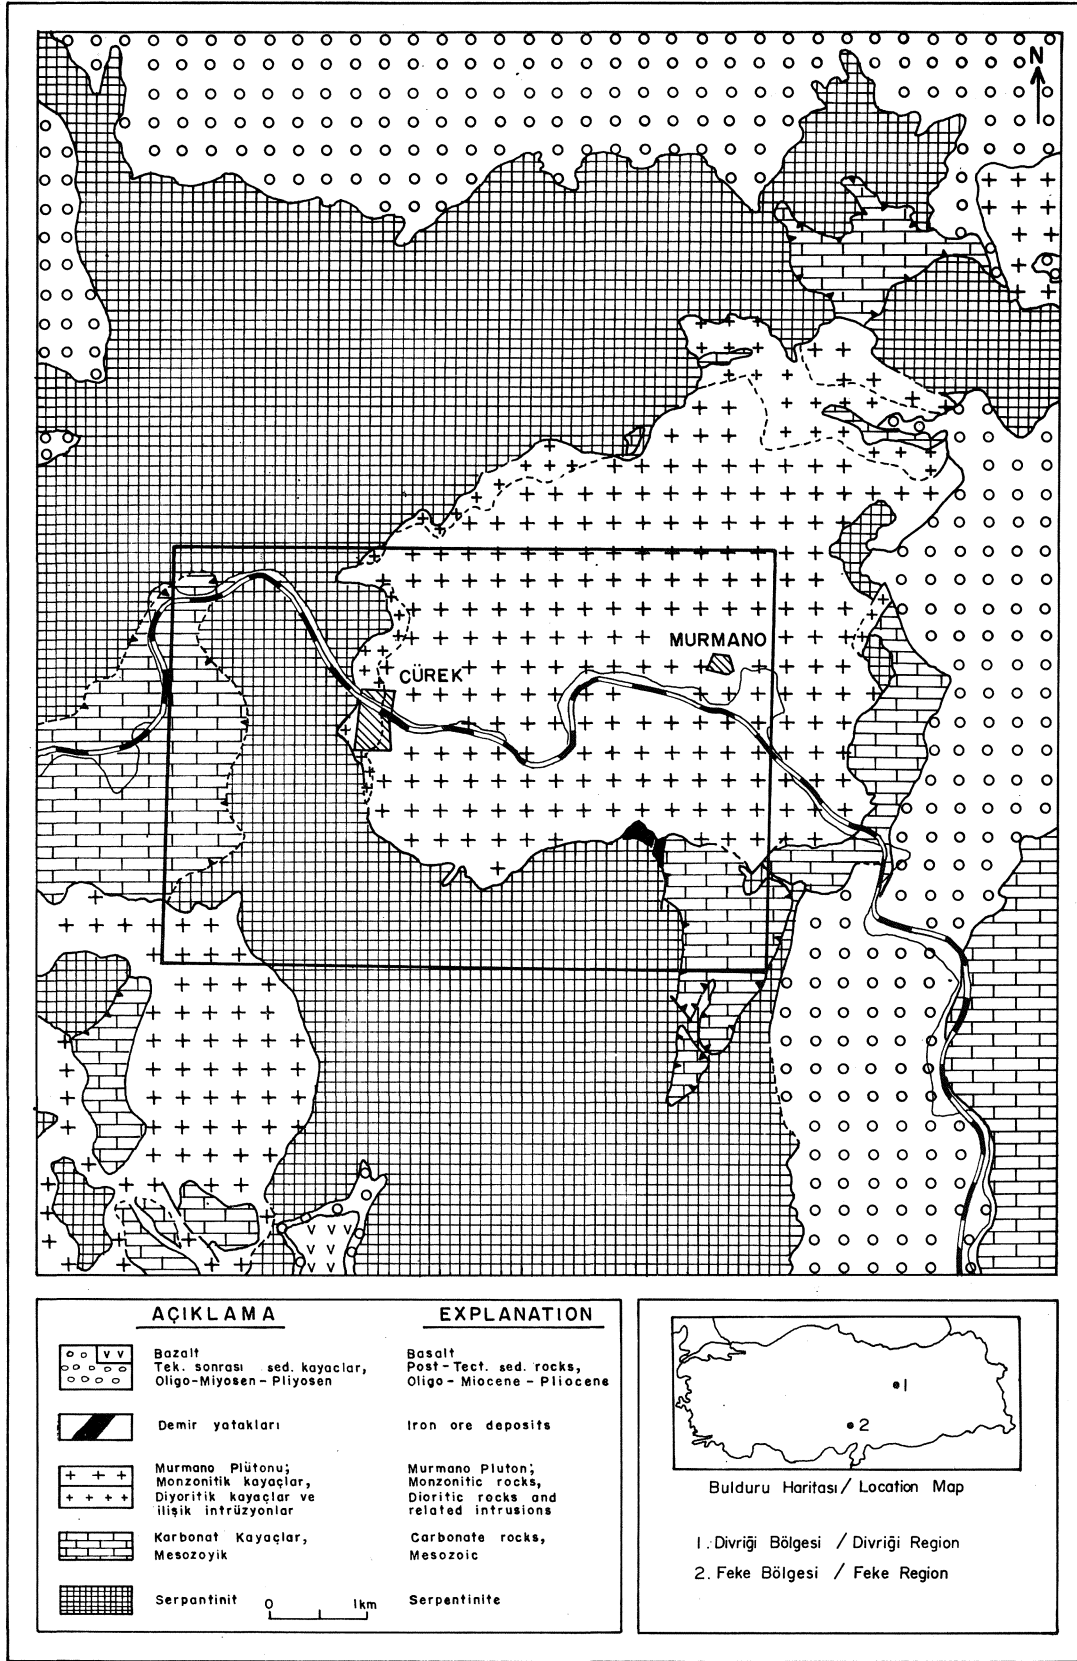 N
MURMANO
CÜREK
AÇIKLAMA
Bazalt
Tek. sonrası sed. kayaçlar,
Oligo-Miyosen-Pliyosen
Demir yatakları
Murmano Plütonu;
Monzonitik kayaçlar,
Diyoritik kayaçlar ve
ilişik intrüzyonlar
Karbonat Kayaçlar,
Mesozoyik
Serpantinit
0 1km
EXPLANATION
Basalt
Post-Tect. sed. rocks,
Oligo-Miocene-Pliocene
Iron ore deposits
Murmano Pluton;
Monzonitic rocks,
Dioritic rocks and
related intrusions
Carbonate rocks,
Mesozoic
Serpentinite
1
2
Bulduru Haritası/ Location Map
1. Divriği Bölgesi / Divriği Region
2. Feke Bölgesi / Feke Region